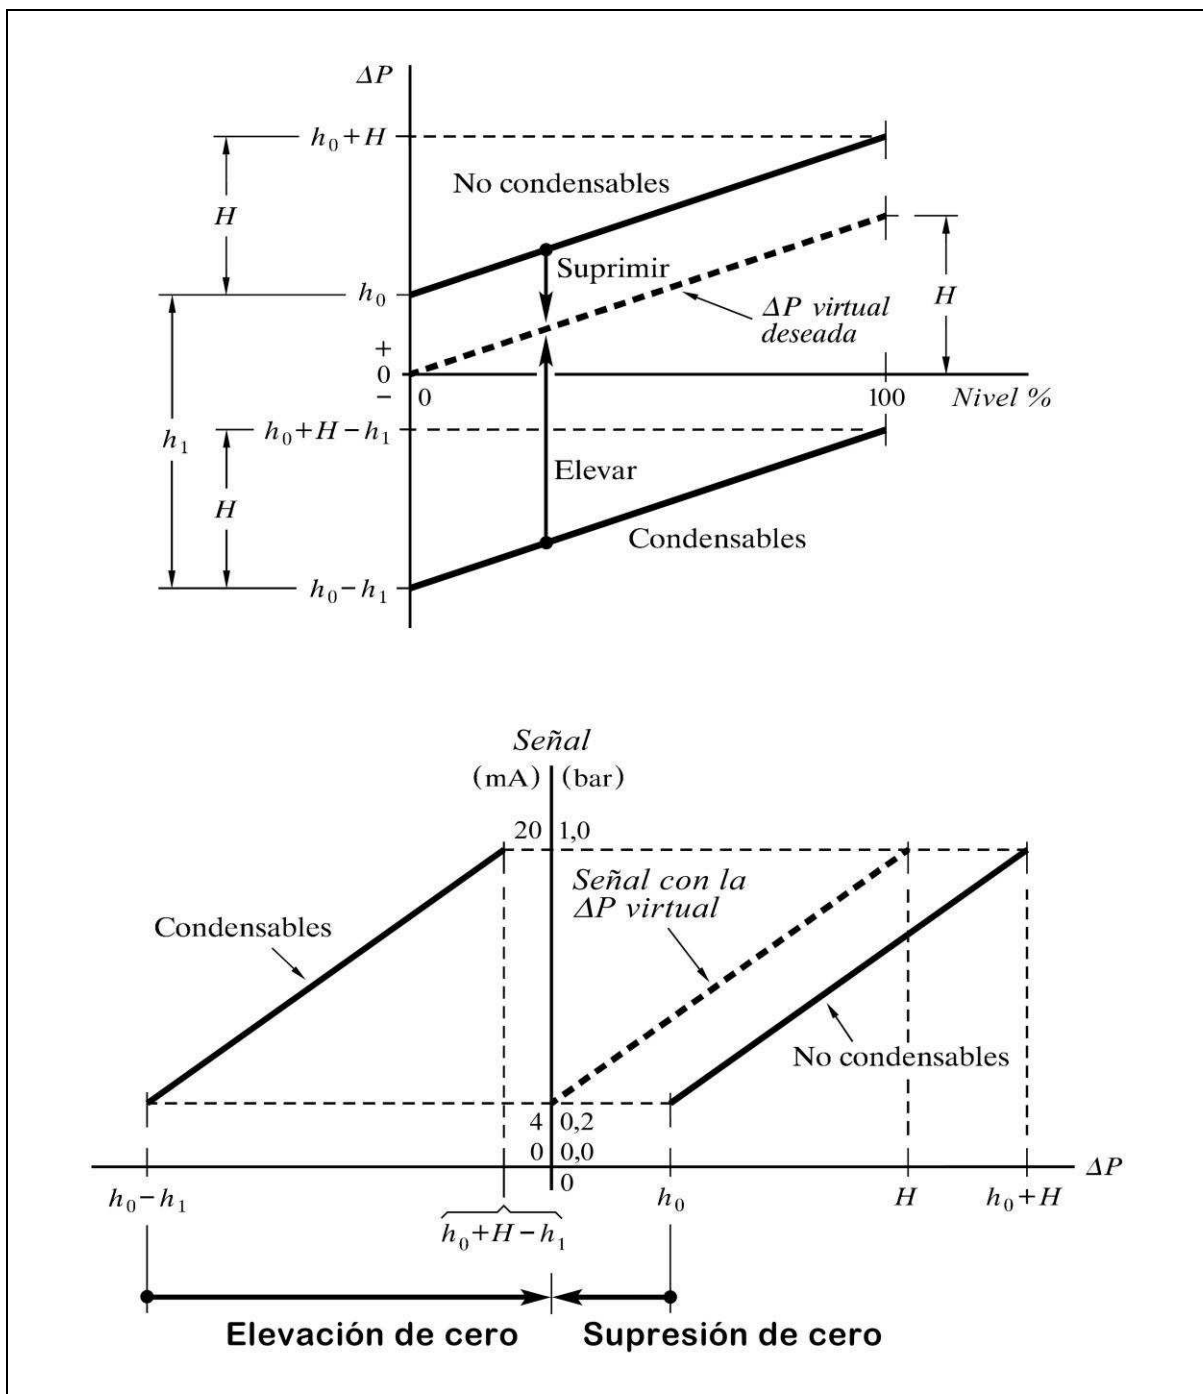 ΔP
h₀+H
No condensables
H
Suprimir
h₀
H
ΔP virtual
deseada
+
0
−
0
100
Nivel %
h₁
h₀+H−h₁
Elevar
H
Condensables
h₀−h₁
Señal
(mA) (bar)
20 1,0
Señal con la
ΔP virtual
Condensables
No condensables
4 0,2
0 0,0
0
ΔP
h₀−h₁
h₀
H
h₀+H
h₀+H−h₁
Elevación de cero
Supresión de cero